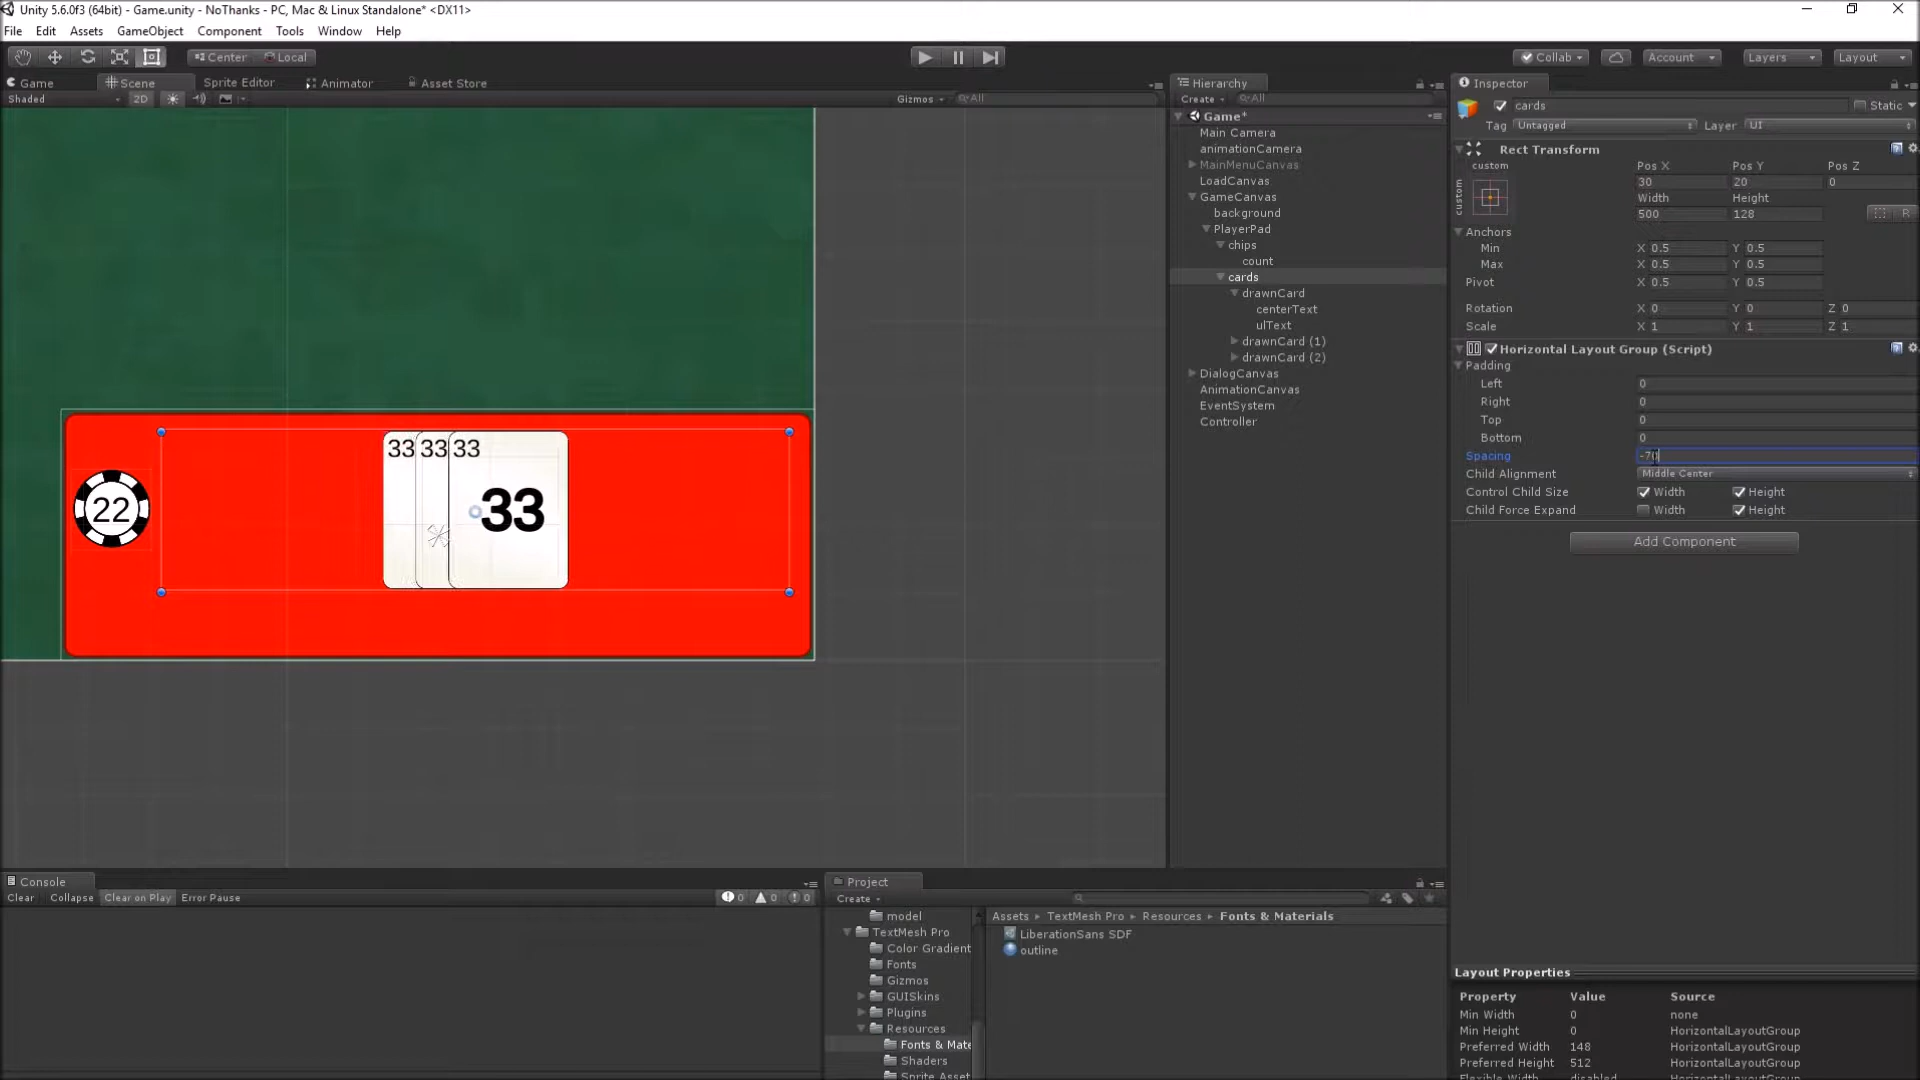 Unity 5.6.0f3 (64bit) - Game.unity - NoThanks - PC, Mac & Linux Standalone* <DX11>
File Edit Assets GameObject Component Tools Window Help
Center Local Collab Account Layers Layout
Game Scene Sprite Editor Animator Asset Store
Shaded 2D Gizmos All
33 33 33
33
22
Hierarchy
Create All
Game*
Main Camera
animationCamera
MainMenuCanvas
LoadCanvas
GameCanvas
background
PlayerPad
chips
count
cards
drawnCard
centerText
ulText
drawnCard (1)
drawnCard (2)
DialogCanvas
AnimationCanvas
EventSystem
Controller
Inspector
cards Static
Tag Untagged Layer UI
Rect Transform
custom Pos X Pos Y Pos Z
custom 30 20 0
Width Height
500 128 R
Anchors
Min X 0.5 Y 0.5
Max X 0.5 Y 0.5
Pivot X 0.5 Y 0.5
Rotation X 0 Y 0 Z 0
Scale X 1 Y 1 Z 1
Horizontal Layout Group (Script)
Padding
Left 0
Right 0
Top 0
Bottom 0
Spacing -70
Child Alignment Middle Center
Control Child Size Width Height
Child Force Expand Width Height
Add Component
Layout Properties
Property Value Source
Min Width 0 none
Min Height 0 HorizontalLayoutGroup
Preferred Width 148 HorizontalLayoutGroup
Preferred Height 512 HorizontalLayoutGroup
Flexible Width disabled
Console
Clear Collapse Clear on Play Error Pause 0 0 0
Project
Create
model
TextMesh Pro
Color Gradient
Fonts
Gizmos
GUISkins
Plugins
Resources
Fonts & Mate
Shaders
Sprite Asset
Assets TextMesh Pro Resources Fonts & Materials
LiberationSans SDF
outline